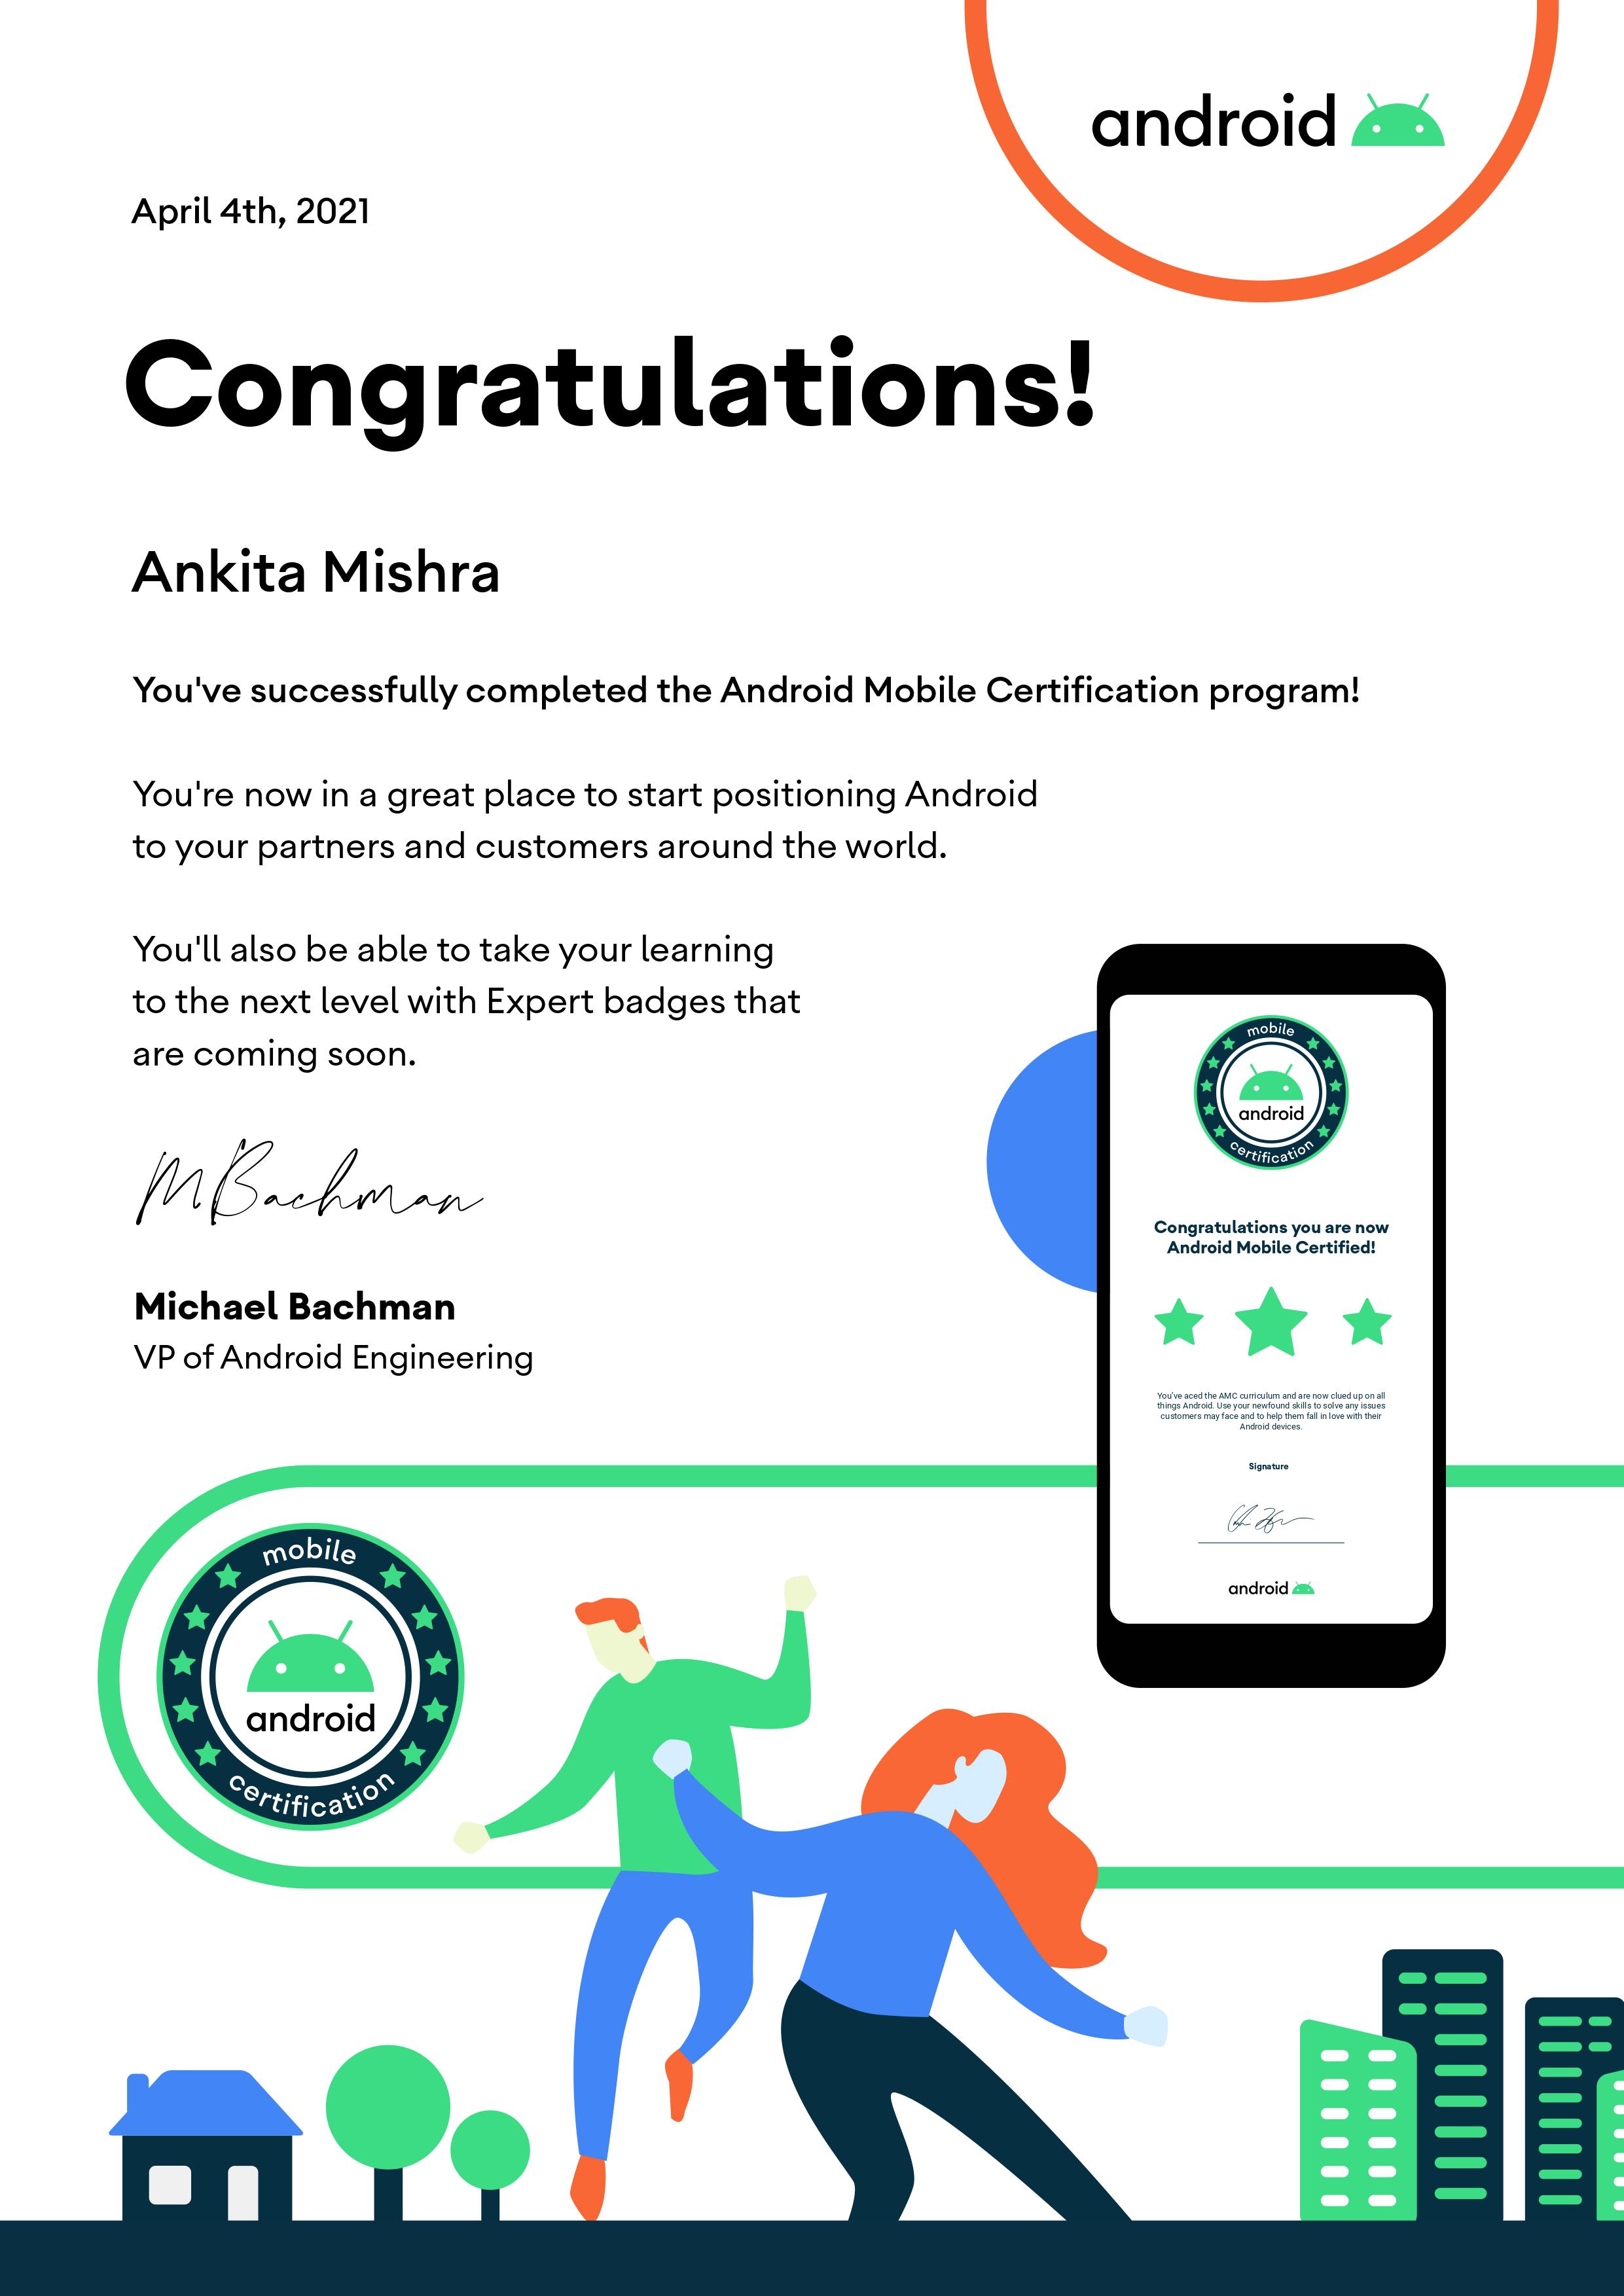 android
April 4th, 2021
Congratulations!
Ankita Mishra
You've successfully completed the Android Mobile Certification program!
You're now in a great place to start positioning Android
to your partners and customers around the world.
You'll also be able to take your learning
to the next level with Expert badges that
are coming soon.
MBachman
Michael Bachman
VP of Android Engineering
mobile
android
certification
Congratulations you are now
Android Mobile Certified!
You've aced the AMC curriculum and are now clued up on all
things Android. Use your newfound skills to solve any issues
customers may face and to help them fall in love with their
Android devices.
Signature
android
mobile
android
certification